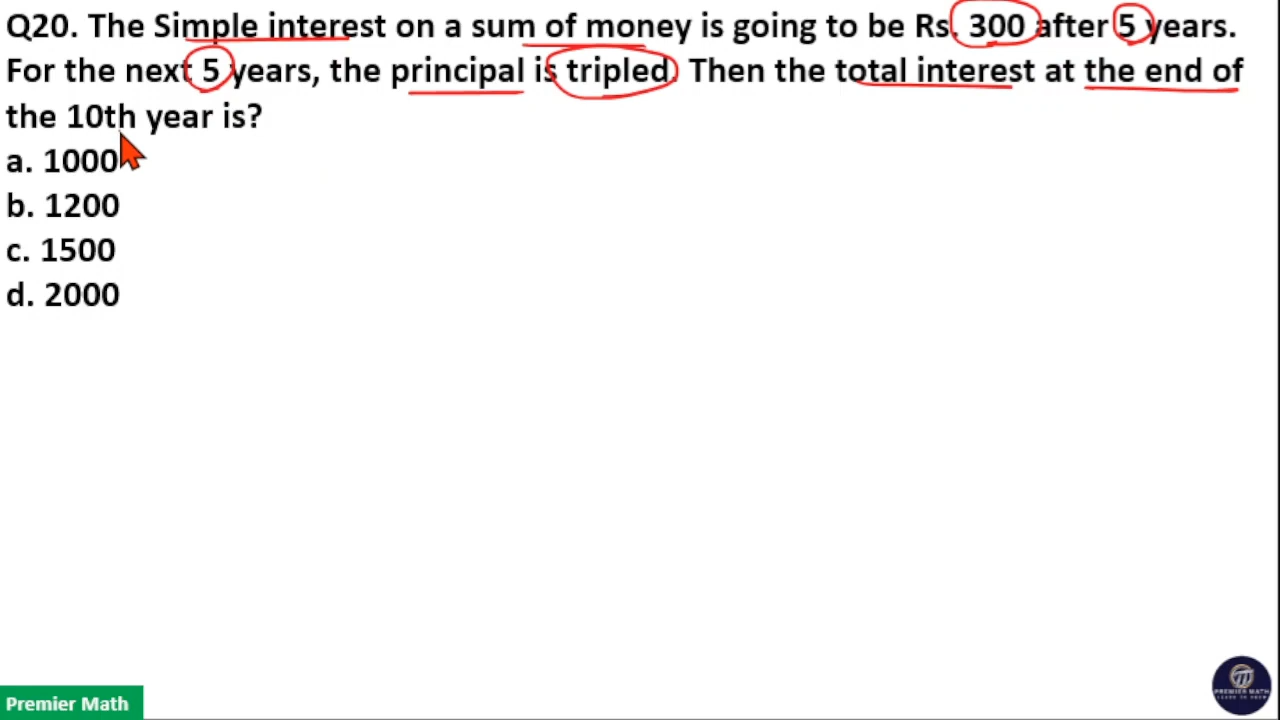 Q20. The Simple interest on a sum of money is going to be Rs. 300 after 5 years.
For the next 5 years, the principal is tripled. Then the total interest at the end of
the 10th year is?
a. 1000
b. 1200
c. 1500
d. 2000
Premier Math
PREMIER MATH